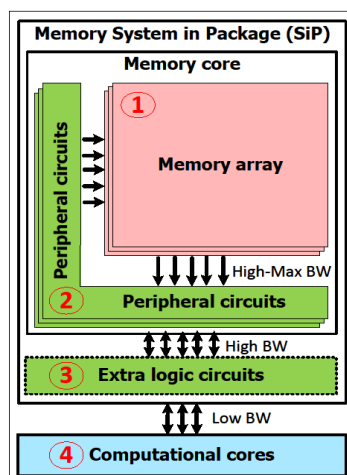 Memory System in Package (SiP)
Memory core
Peripheral circuits
1
Memory array
High-Max BW
2
Peripheral circuits
High BW
3
Extra logic circuits
Low BW
4
Computational cores